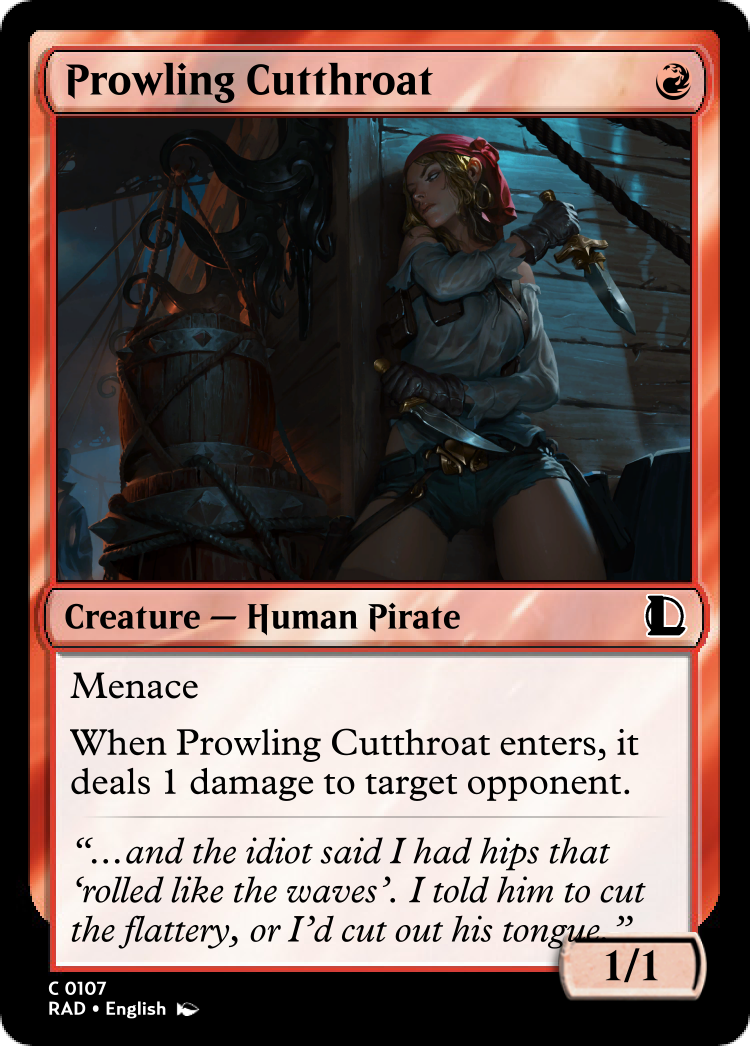 Prowling Cutthroat
Creature — Human Pirate
Menace
When Prowling Cutthroat enters, it
deals 1 damage to target opponent.
“...and the idiot said I had hips that
‘rolled like the waves’. I told him to cut
the flattery, or I’d cut out his tongue.”
1/1
C 0107
RAD • English